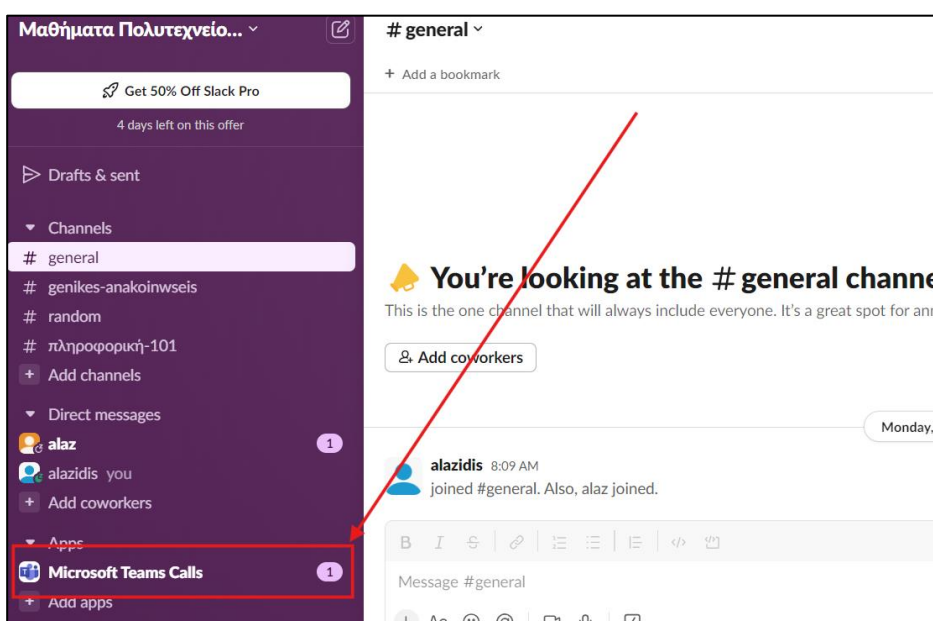 Μαθήματα Πολυτεχνείο...
Get 50% Off Slack Pro
4 days left on this offer
Drafts & sent
Channels
# general
# genikes-anakoinwseis
# random
# πληροφορική-101
+ Add channels
Direct messages
alaz 1
alazidis you
+ Add coworkers
Apps
Microsoft Teams Calls 1
+ Add apps
# general
+ Add a bookmark
You're looking at the # general channe
This is the one channel that will always include everyone. It's a great spot for ann
Add coworkers
Monday,
alazidis 8:09 AM
joined #general. Also, alaz joined.
B I S
Message #general
+ Aa @